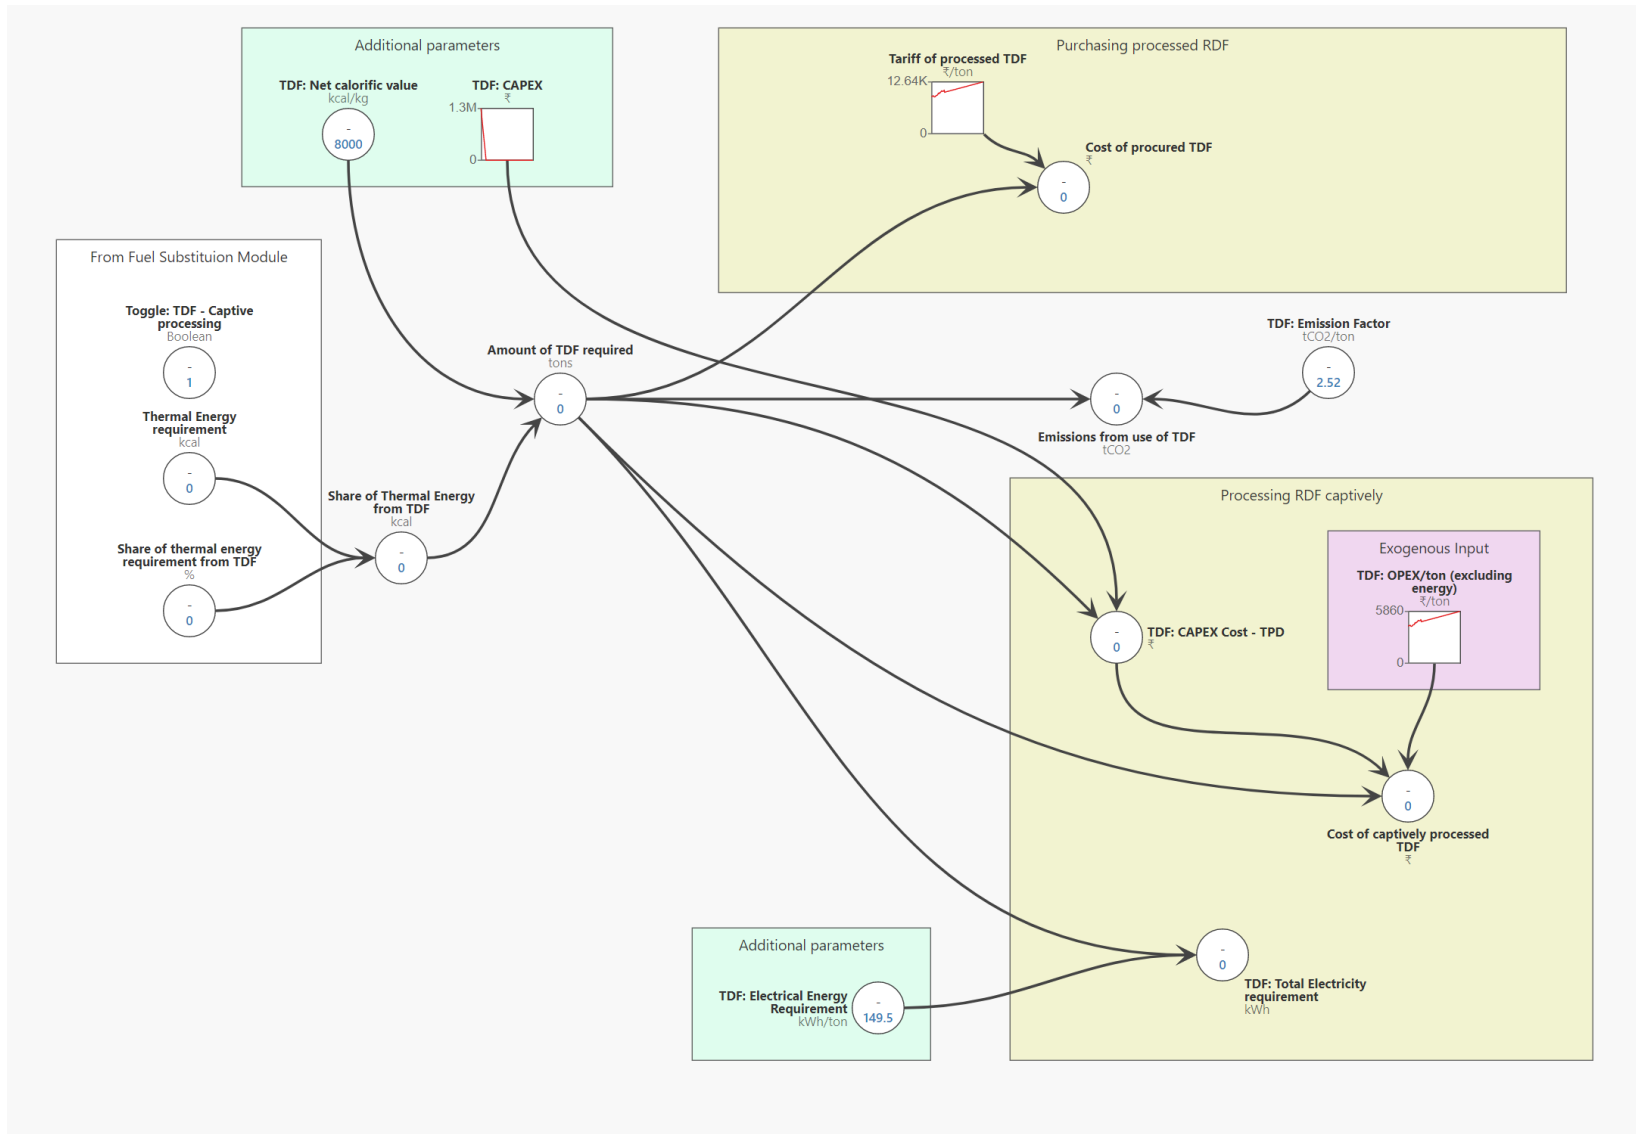 Additional parameters
TDF: Net calorific value
kcal/kg
-
8000
TDF: CAPEX
₹
1.3M
0
Purchasing processed RDF
Tariff of processed TDF
₹/ton
12.64K
0
Cost of procured TDF
₹
-
0
From Fuel Substituion Module
Toggle: TDF - Captive
processing
Boolean
-
1
Thermal Energy
requirement
kcal
-
0
Share of thermal energy
requirement from TDF
%
-
0
Share of Thermal Energy
from TDF
kcal
-
0
Amount of TDF required
tons
-
0
-
0
Emissions from use of TDF
tCO2
TDF: Emission Factor
tCO2/ton
-
2.52
Processing RDF captively
Exogenous Input
TDF: OPEX/ton (excluding
energy)
₹/ton
5860
0
-
0
TDF: CAPEX Cost - TPD
₹
-
0
Cost of captively processed
TDF
₹
-
0
TDF: Total Electricity
requirement
kWh
Additional parameters
TDF: Electrical Energy
Requirement
kWh/ton
-
149.5